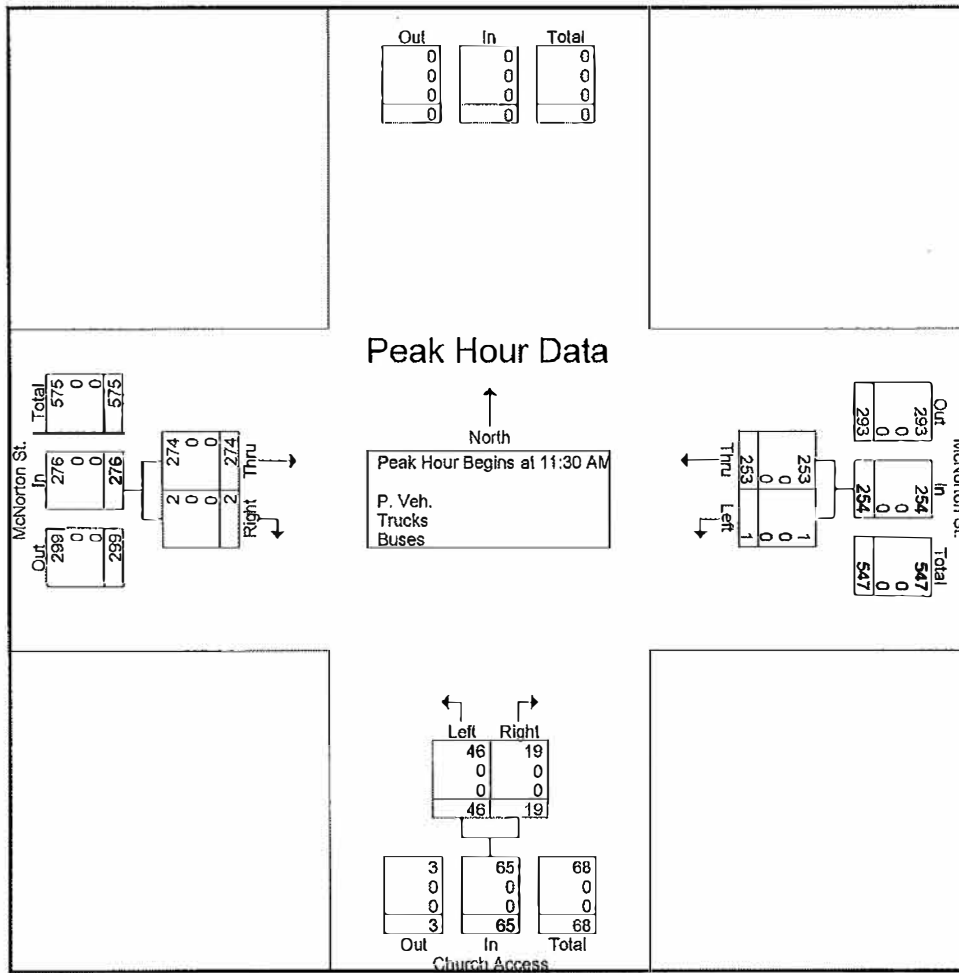 Out In Total
0 0 0
0 0 0
0 0 0
0 0 0
Peak Hour Data
North
Peak Hour Begins at 11:30 AM
P. Veh.
Trucks
Buses
McNorton St.
Out In Total
299 276 575
0 0 0
0 0 0
299 276 575
Right Thru
2 274
0 0
0 0
2 274
Thru Left
253 1
0 0
0 0
253 1
McNorton St.
Out In Total
293 254 547
0 0 0
0 0 0
293 254 547
Left Right
46 19
0 0
0 0
46 19
3 65 68
0 0 0
0 0 0
3 65 68
Out In Total
Church Access